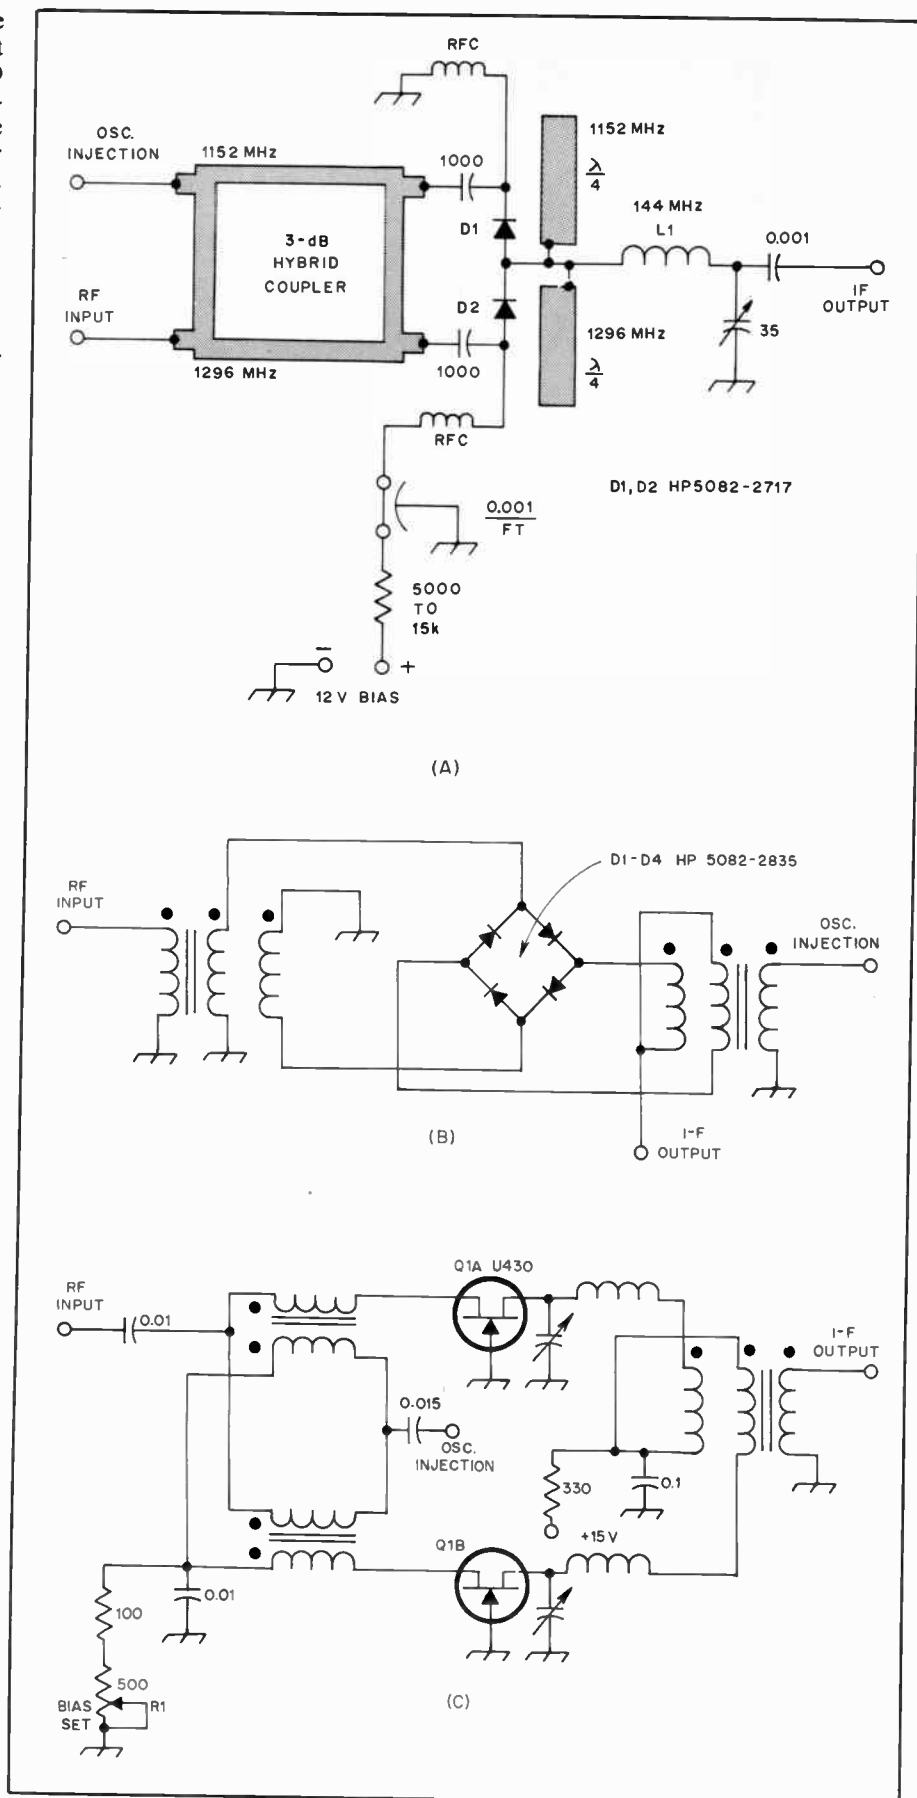 RFC
OSC.
INJECTION
1152 MHz
1000
1152 MHz
λ
4
144 MHz
L1
0.001
D1
3-dB
HYBRID
COUPLER
IF
OUTPUT
RF
INPUT
D2
1296 MHz
λ
4
35
1296 MHz
1000
RFC
D1, D2 HP5082-2717
0.001
FT
5000
TO
15k
− +
12 V BIAS
(A)
D1-D4 HP 5082-2835
RF
INPUT
OSC.
INJECTION
(B)
I-F
OUTPUT
Q1A U430
RF
INPUT
0.01
I-F
OUTPUT
0.015
OSC.
INJECTION
330
0.1
+15V
Q1B
0.01
100
500
BIAS
SET
R1
(C)